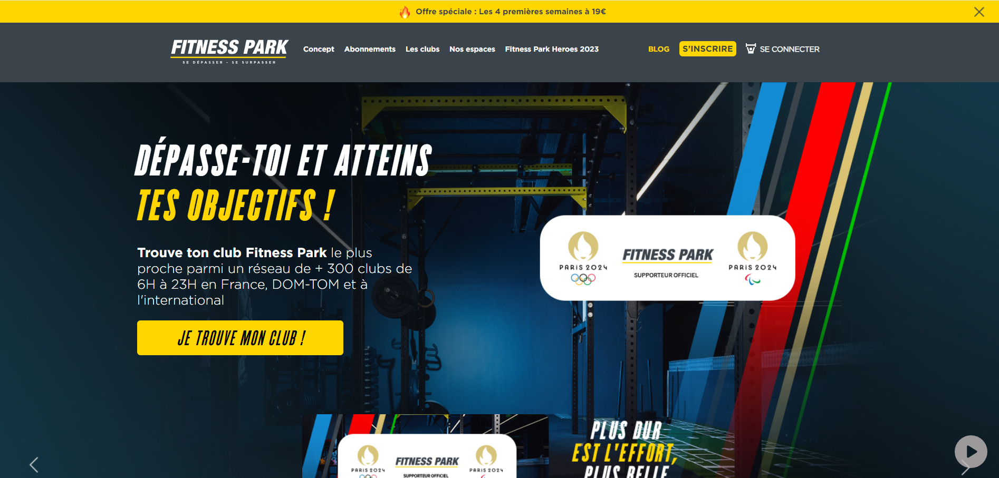 Offre spéciale : Les 4 premières semaines à 19€
FITNESS PARK
SE DÉPASSER - SE SURPASSER
Concept Abonnements Les clubs Nos espaces Fitness Park Heroes 2023
BLOG S'INSCRIRE SE CONNECTER
DÉPASSE-TOI ET ATTEINS
TES OBJECTIFS !
Trouve ton club Fitness Park le plus
proche parmi un réseau de + 300 clubs de
6H à 23H en France, DOM-TOM et à
l'international
JE TROUVE MON CLUB !
PARIS 2024
FITNESS PARK
SUPPORTEUR OFFICIEL
PARIS 2024
PARIS 2024
FITNESS PARK
SUPPORTEUR OFFICIEL
PARIS 2024
PLUS DUR
EST L'EFFORT,
PLUS BELLE